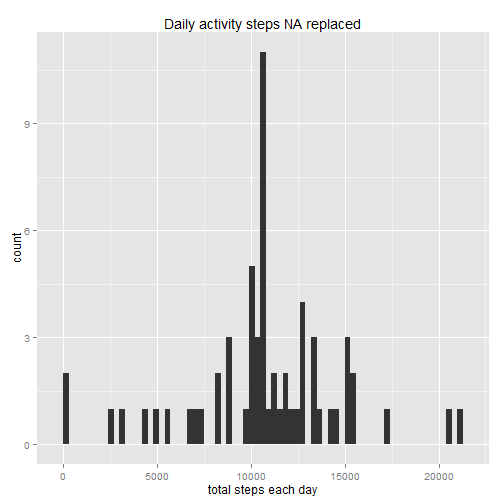 Daily activity steps NA replaced
9
6
3
0
count
0 5000 10000 15000 20000
total steps each day